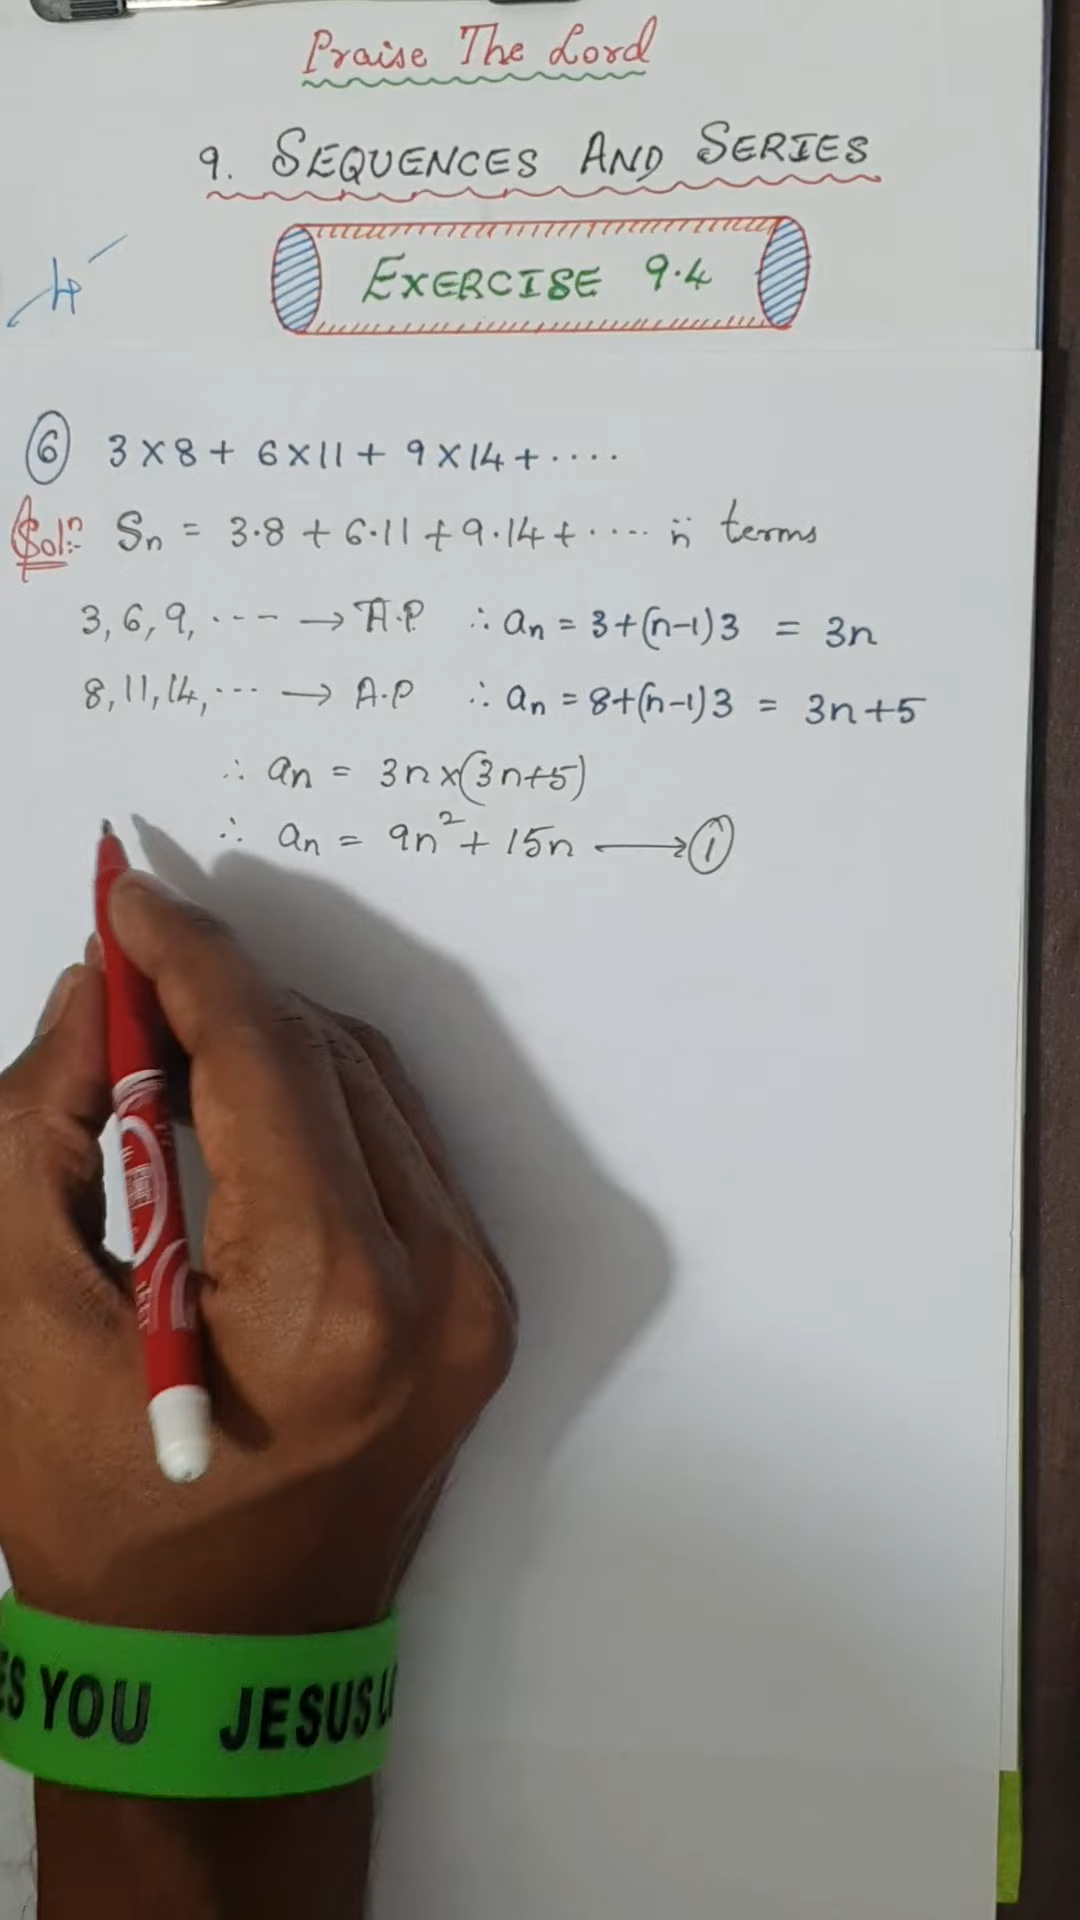 Praise The Lord
9. SEQUENCES AND SERIES
EXERCISE 9.4
6 3 × 8 + 6 × 11 + 9 × 14 + ....
Solⁿ:- Sn = 3·8 + 6·11 + 9·14 + ···· n terms
3, 6, 9, ---- → A.P ∴ an = 3+(n-1)3 = 3n
8, 11, 14, ··· → A.P ∴ an = 8+(n-1)3 = 3n+5
∴ an = 3n×(3n+5)
∴ an = 9n² + 15n → 1
YOU JESUS